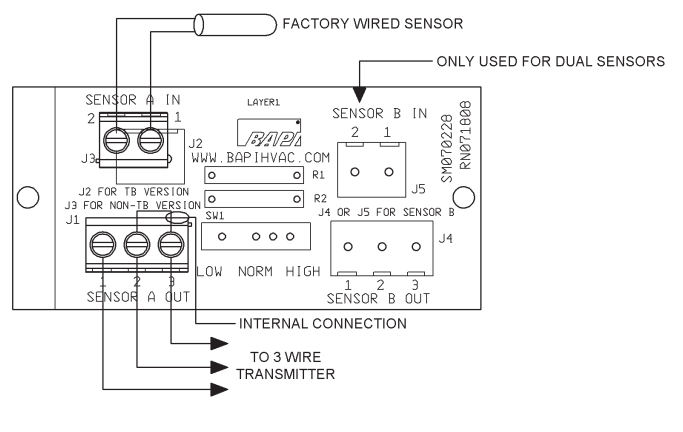 FACTORY WIRED SENSOR
ONLY USED FOR DUAL SENSORS
SENSOR A IN
2 1
LAYER1
SENSOR B IN
2 1
SM070228
RN071808
BAPI
J2
J3
WWW.BAPIHVAC.COM
R1
J5
J2 FOR TB VERSION
J3 FOR NON-TB VERSION
R2
J1
SW1
J4 OR J5 FOR SENSOR B
J4
LOW NORM HIGH
1 2 3
SENSOR A OUT
1 2 3
SENSOR B OUT
INTERNAL CONNECTION
TO 3 WIRE
TRANSMITTER